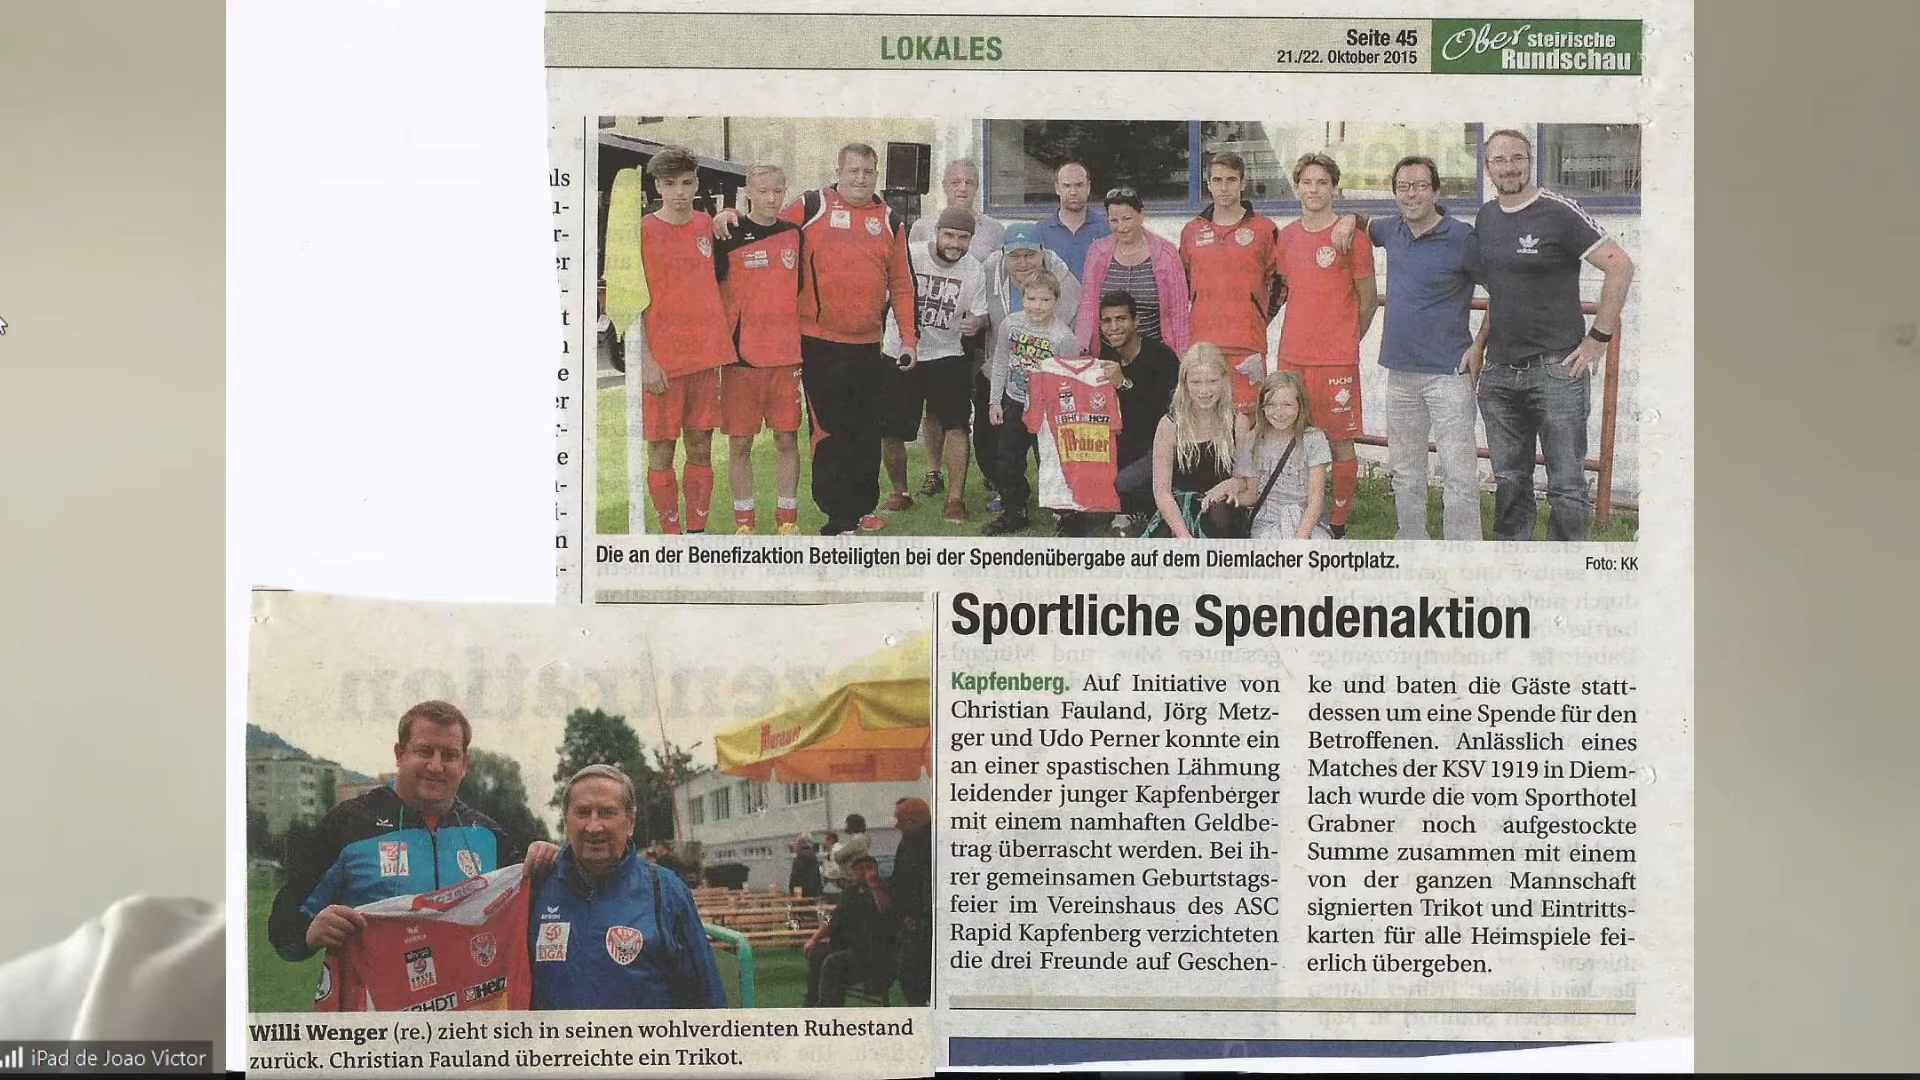 LOKALES
Seite 45
21./22. Oktober 2015
Ober steirische
Rundschau
Die an der Benefizaktion Beteiligten bei der Spendenübergabe auf dem Diemlacher Sportplatz.
Foto: KK
Sportliche Spendenaktion
Kapfenberg. Auf Initiative von
Christian Fauland, Jörg Metz-
ger und Udo Perner konnte ein
an einer spastischen Lähmung
leidender junger Kapfenberger
mit einem namhaften Geldbe-
trag überrascht werden. Bei ih-
rer gemeinsamen Geburtstags-
feier im Vereinshaus des ASC
Rapid Kapfenberg verzichteten
die drei Freunde auf Geschen-
ke und baten die Gäste statt-
dessen um eine Spende für den
Betroffenen. Anlässlich eines
Matches der KSV 1919 in Diem-
lach wurde die vom Sporthotel
Grabner noch aufgestockte
Summe zusammen mit einem
von der ganzen Mannschaft
signierten Trikot und Eintritts-
karten für alle Heimspiele fei-
erlich übergeben.
Willi Wenger (re.) zieht sich in seinen wohlverdienten Ruhestand
zurück. Christian Fauland überreichte ein Trikot.
iPad de Joao Victor